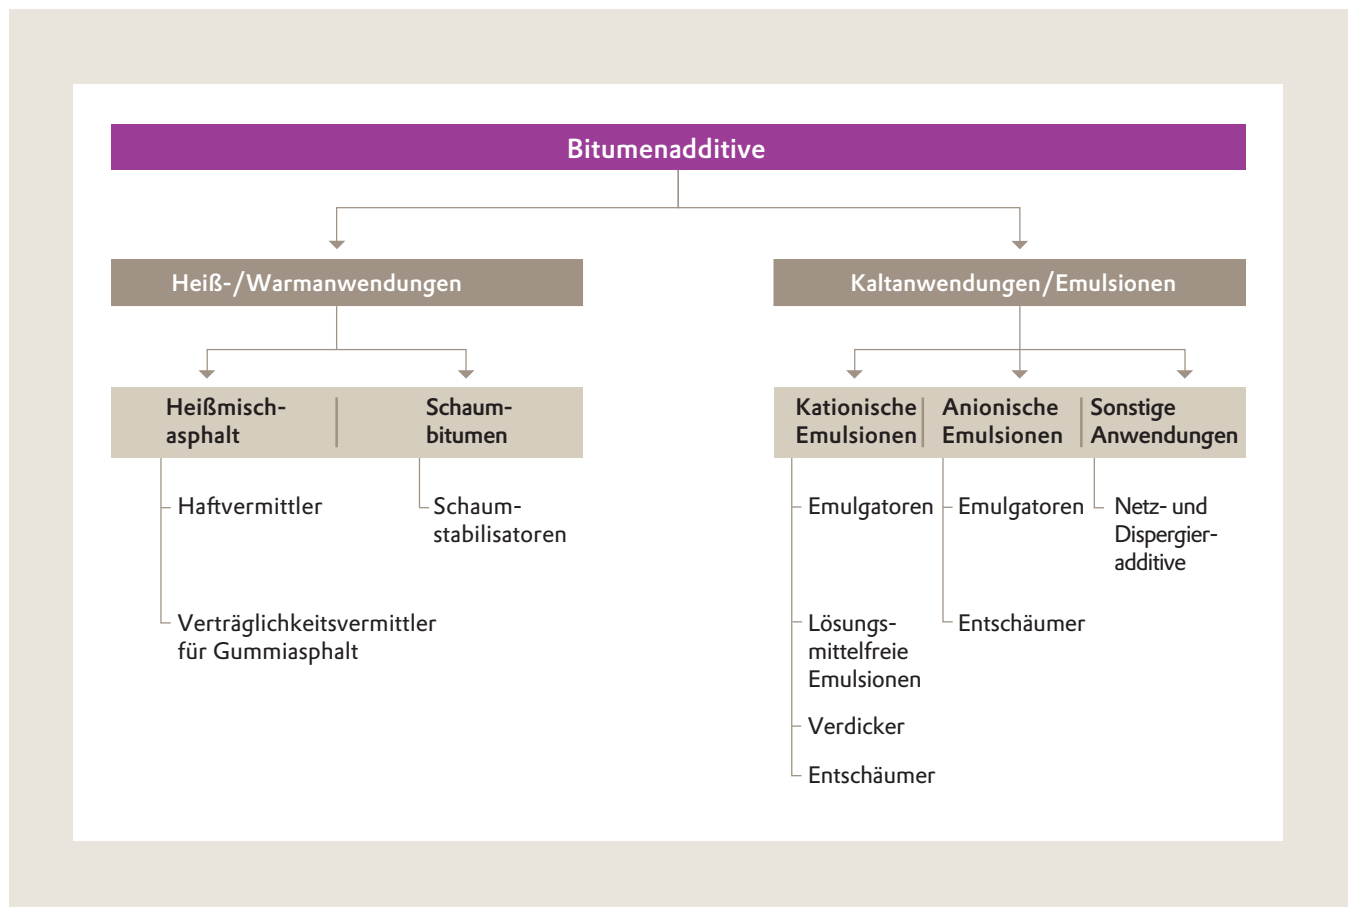 Bitumenadditive
Heiß-/Warmanwendungen
Kaltanwendungen/Emulsionen
Heißmisch-
asphalt
Schaum-
bitumen
Kationische
Emulsionen
Anionische
Emulsionen
Sonstige
Anwendungen
Haftvermittler
Verträglichkeitsvermittler
für Gummiasphalt
Schaum-
stabilisatoren
Emulgatoren
Lösungs-
mittelfreie
Emulsionen
Verdicker
Entschäumer
Emulgatoren
Entschäumer
Netz- und
Dispergier-
additive